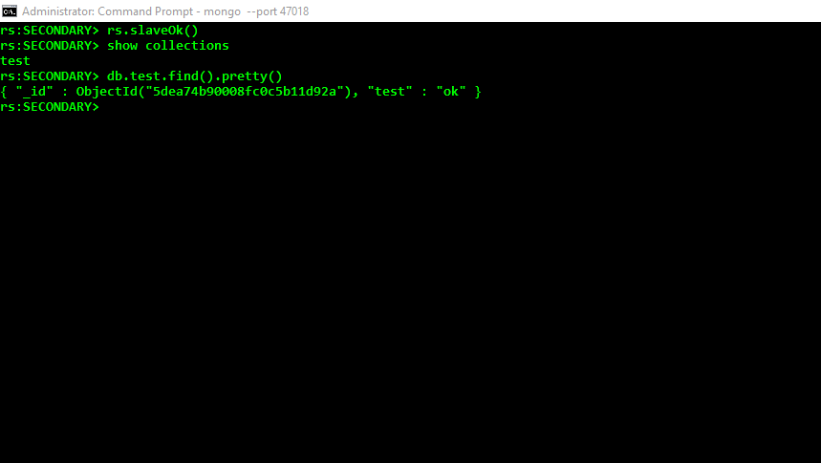 Administrator: Command Prompt - mongo --port 47018
rs:SECONDARY> rs.slaveOk()
rs:SECONDARY> show collections
test
rs:SECONDARY> db.test.find().pretty()
{ "_id" : ObjectId("5dea74b90008fc0c5b11d92a"), "test" : "ok" }
rs:SECONDARY>